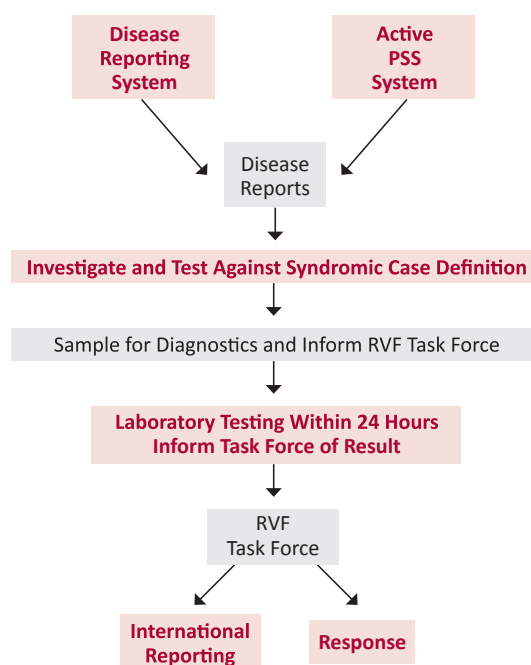 Disease
Reporting
System
Active
PSS
System
Disease
Reports
Investigate and Test Against Syndromic Case Definition
Sample for Diagnostics and Inform RVF Task Force
Laboratory Testing Within 24 Hours
Inform Task Force of Result
RVF
Task Force
International
Reporting
Response